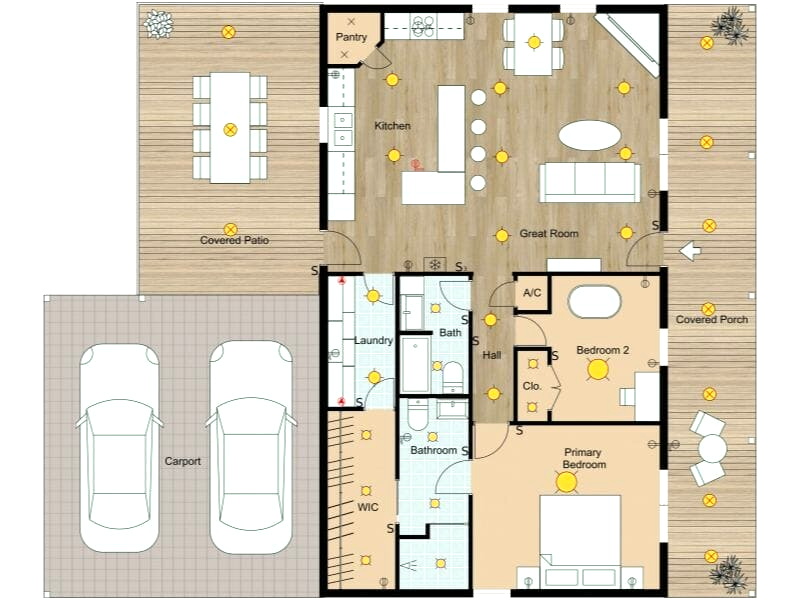 Pantry
Kitchen
Great Room
Covered Patio
S
S
S
S
A/C
Covered Porch
S
Bath
S
Laundry
Hall
Bedroom 2
S
Clo.
S
S
Bathroom
S
Primary
Bedroom
Carport
WIC
S